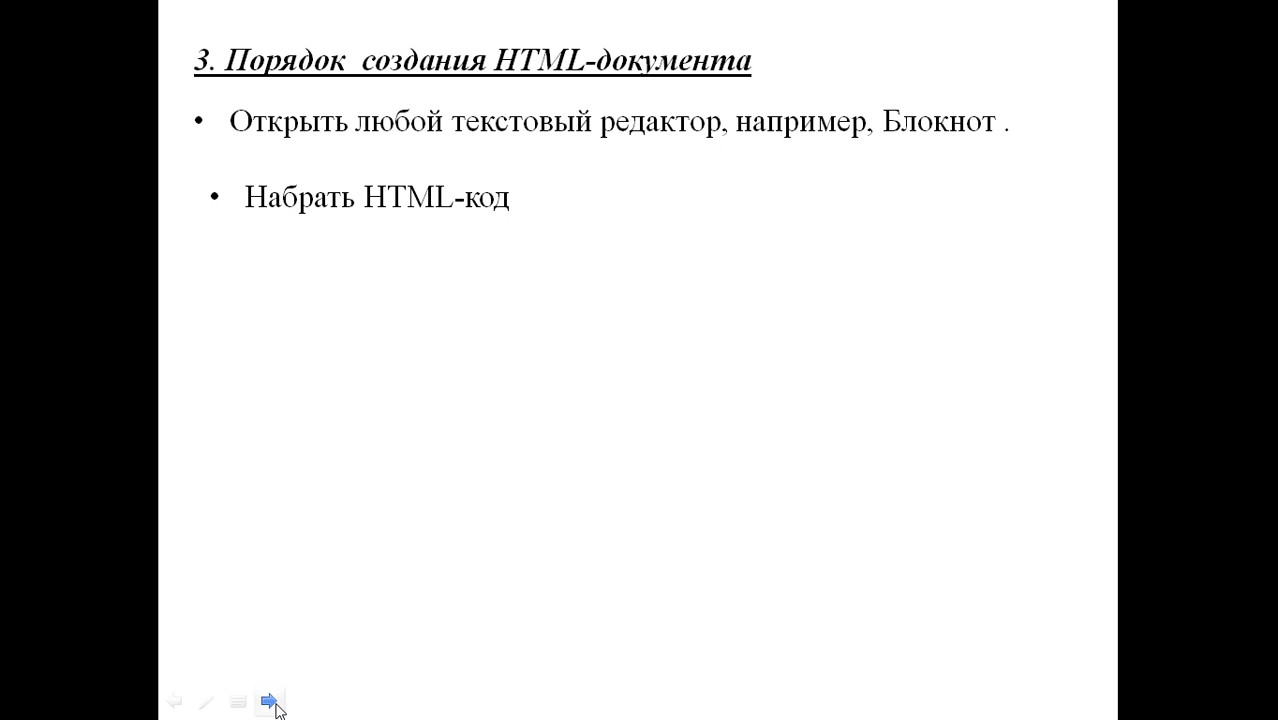 3. Порядок  создания HTML-документа
• Открыть любой текстовый редактор, например, Блокнот .
• Набрать HTML-код